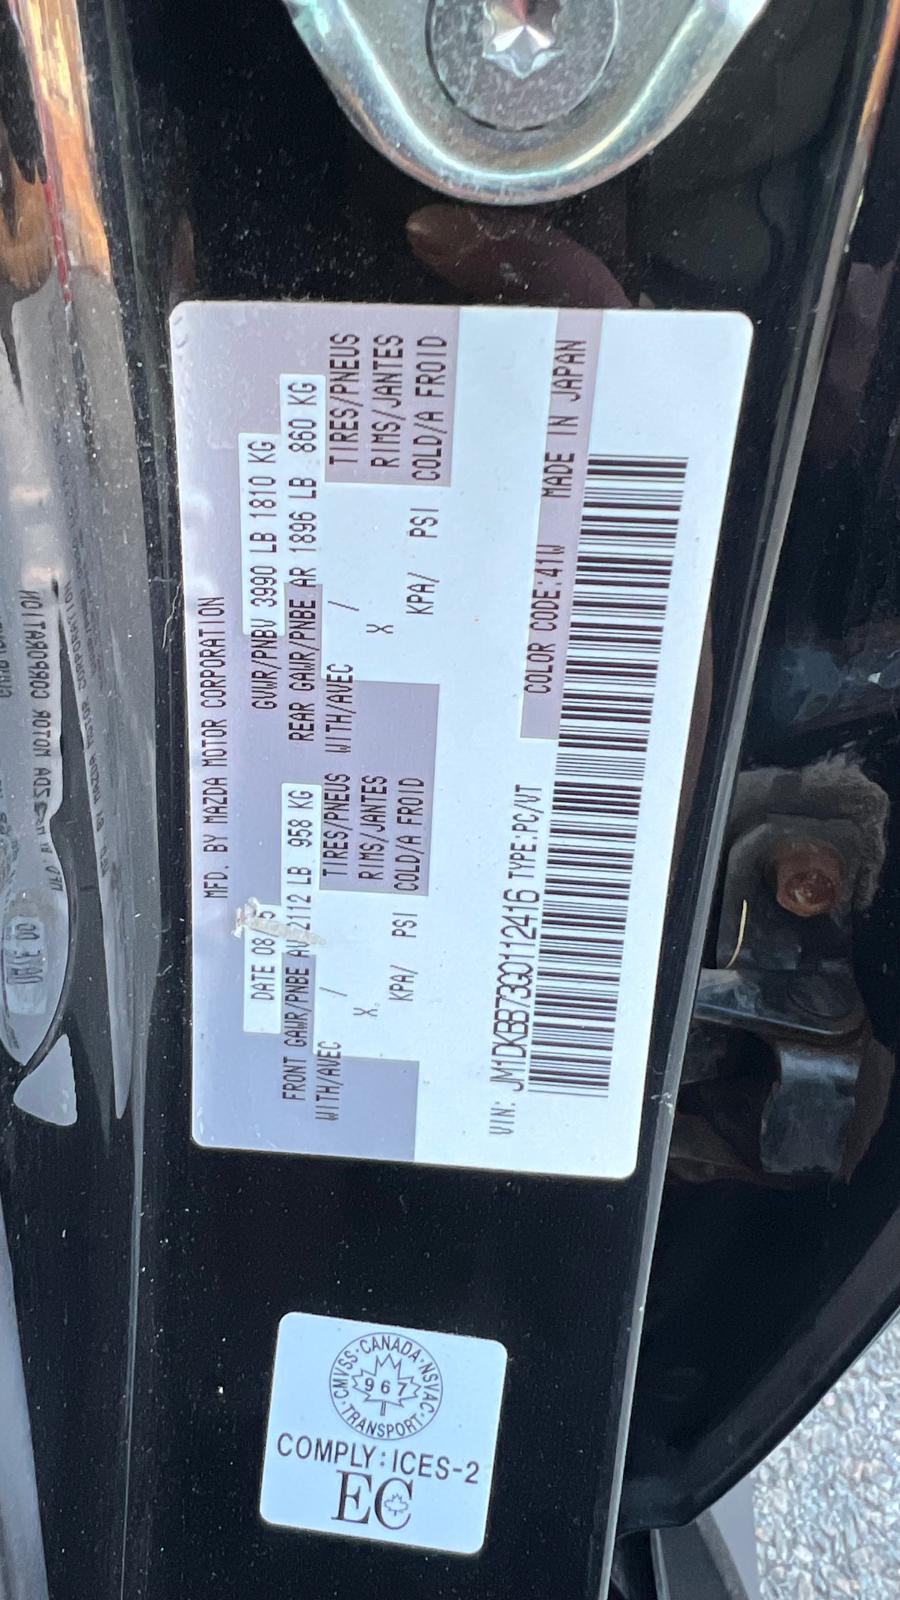 MFD. BY MAZDA MOTOR CORPORATION
DATE 08 GVWR/PNBV 3990 LB 1810 KG
FRONT GAWR/PNBE AV 2112 LB 958 KG REAR GAWR/PNBE AR 1896 LB 860 KG
WITH/AVEC / TIRES/PNEUS WITH/AVEC / TIRES/PNEUS
X RIMS/JANTES X RIMS/JANTES
KPA/ PSI COLD/A FROID KPA/ PSI COLD/A FROID
COLOR CODE:41W MADE IN JAPAN
VIN: JM1DKBB73G0112416 TYPE:PC/VT
CMVSS · CANADA · NSVAC · TRANSPORT
967
COMPLY:ICES-2
EC